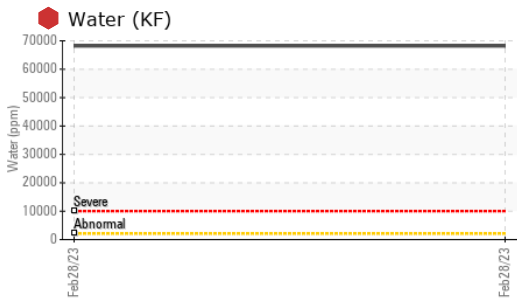 Water (KF)
70000
60000
50000
40000
30000
20000
10000
0
Water (ppm)
Severe
Abnormal
Feb28/23
Feb28/23